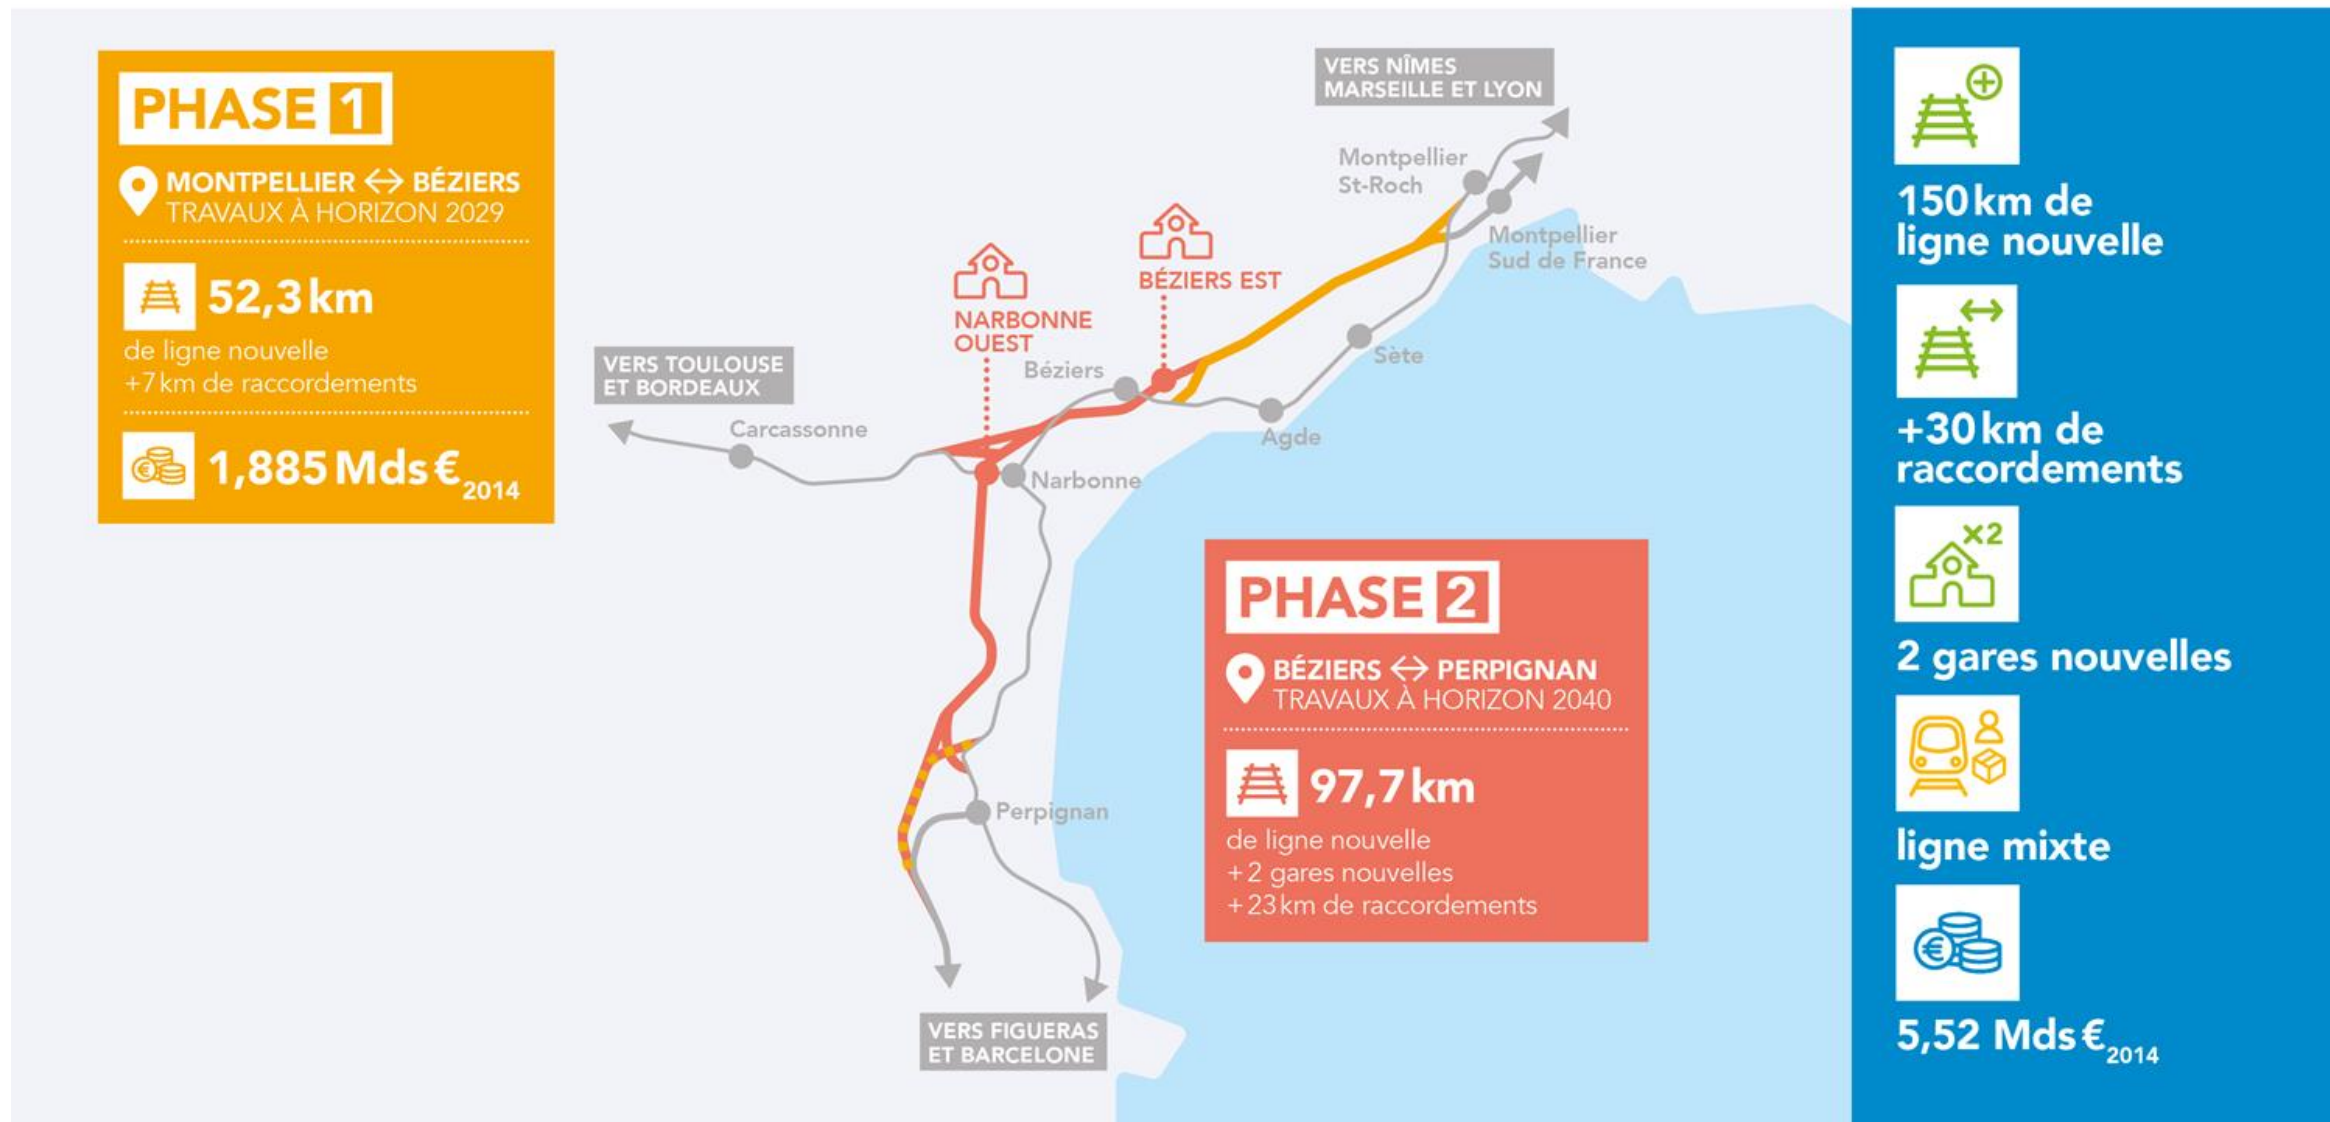 PHASE 1
MONTPELLIER ↔ BÉZIERS
TRAVAUX À HORIZON 2029
52,3 km
de ligne nouvelle
+7 km de raccordements
1,885 Mds €2014
VERS NÎMES
MARSEILLE ET LYON
Montpellier
St-Roch
Montpellier
Sud de France
BÉZIERS EST
NARBONNE
OUEST
Béziers
Sète
Agde
VERS TOULOUSE
ET BORDEAUX
Carcassonne
Narbonne
Perpignan
VERS FIGUERAS
ET BARCELONE
PHASE 2
BÉZIERS ↔ PERPIGNAN
TRAVAUX À HORIZON 2040
97,7 km
de ligne nouvelle
+ 2 gares nouvelles
+ 23 km de raccordements
150 km de
ligne nouvelle
+30 km de
raccordements
×2
2 gares nouvelles
ligne mixte
5,52 Mds €2014